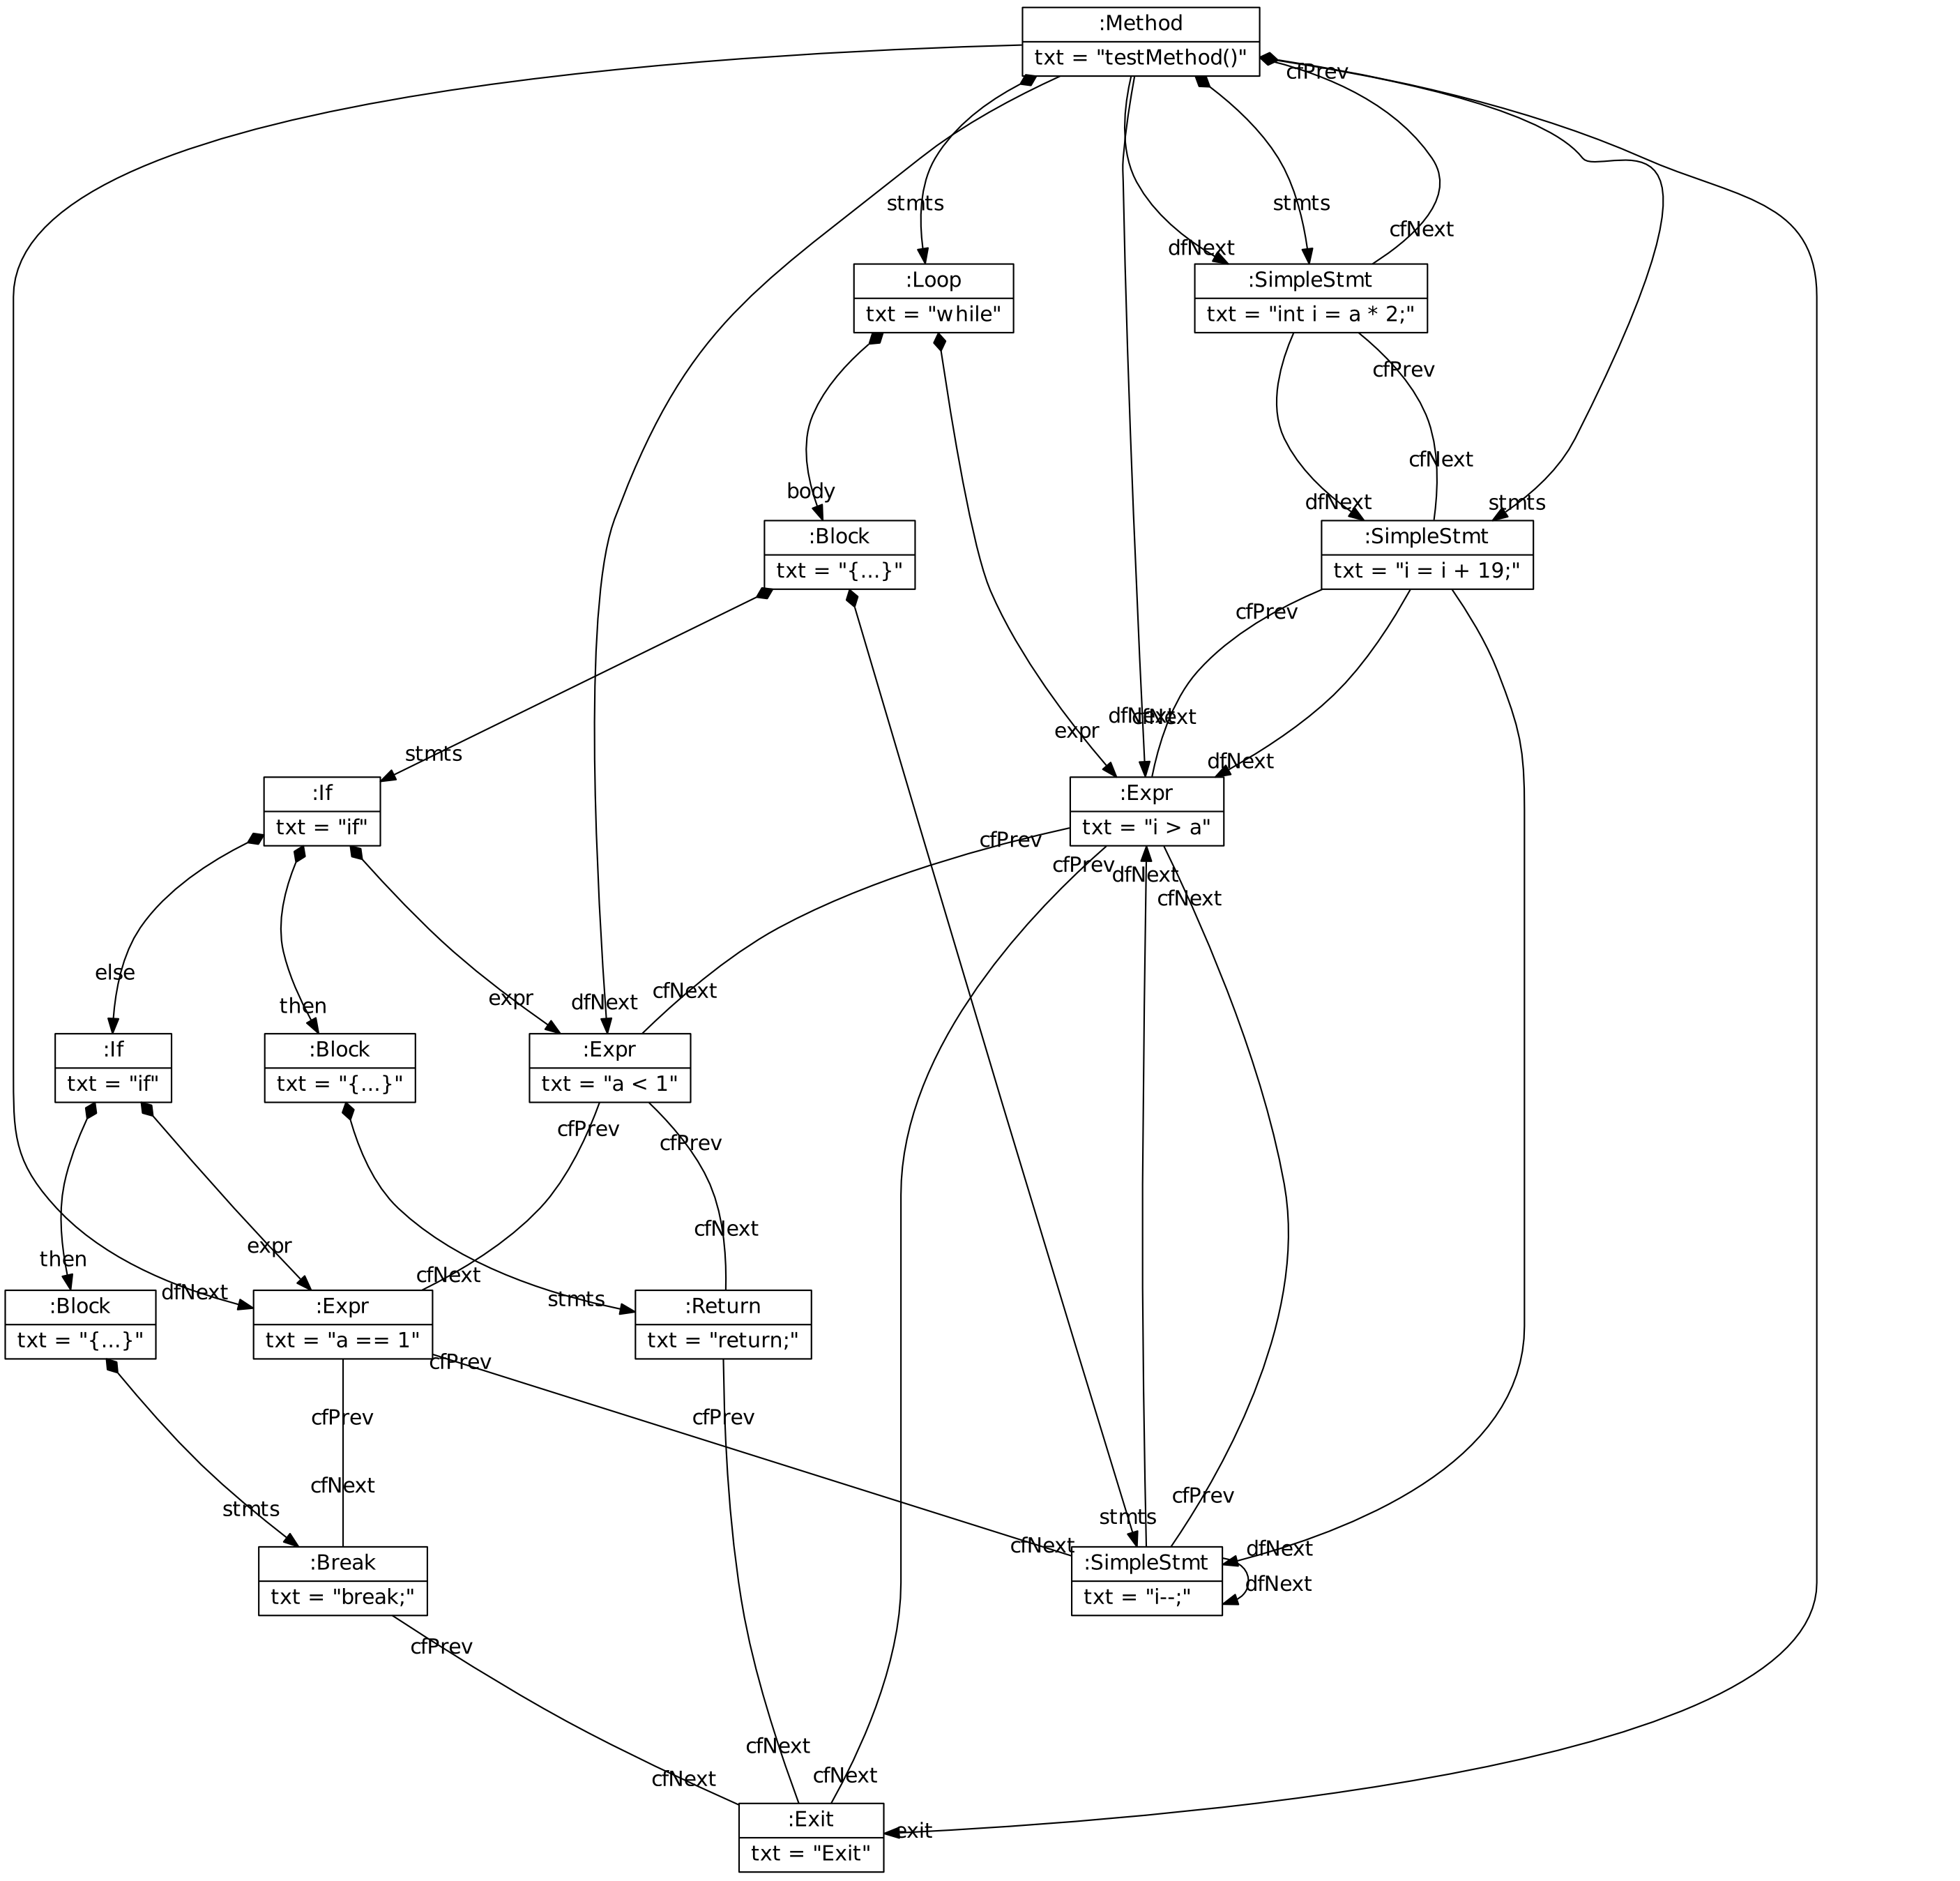 :Method
txt = "testMethod()"
cfPrev
stmts
stmts
cfNext
dfNext
:Loop
txt = "while"
:SimpleStmt
txt = "int i = a * 2;"
cfPrev
cfNext
body
dfNext
stmts
:Block
txt = "{...}"
:SimpleStmt
txt = "i = i + 19;"
cfPrev
dfNext
cfNext
expr
stmts
dfNext
:If
txt = "if"
:Expr
txt = "i > a"
cfPrev
cfPrev
dfNext
cfNext
else
then
expr
dfNext
cfNext
:If
txt = "if"
:Block
txt = "{...}"
:Expr
txt = "a < 1"
cfPrev
cfPrev
cfNext
expr
then
cfNext
dfNext
stmts
:Block
txt = "{...}"
:Expr
txt = "a == 1"
:Return
txt = "return;"
cfPrev
cfPrev
cfPrev
cfNext
cfPrev
stmts
stmts
cfNext
dfNext
:Break
txt = "break;"
:SimpleStmt
txt = "i--;"
dfNext
cfPrev
cfNext
cfNext
cfNext
:Exit
txt = "Exit"
exit